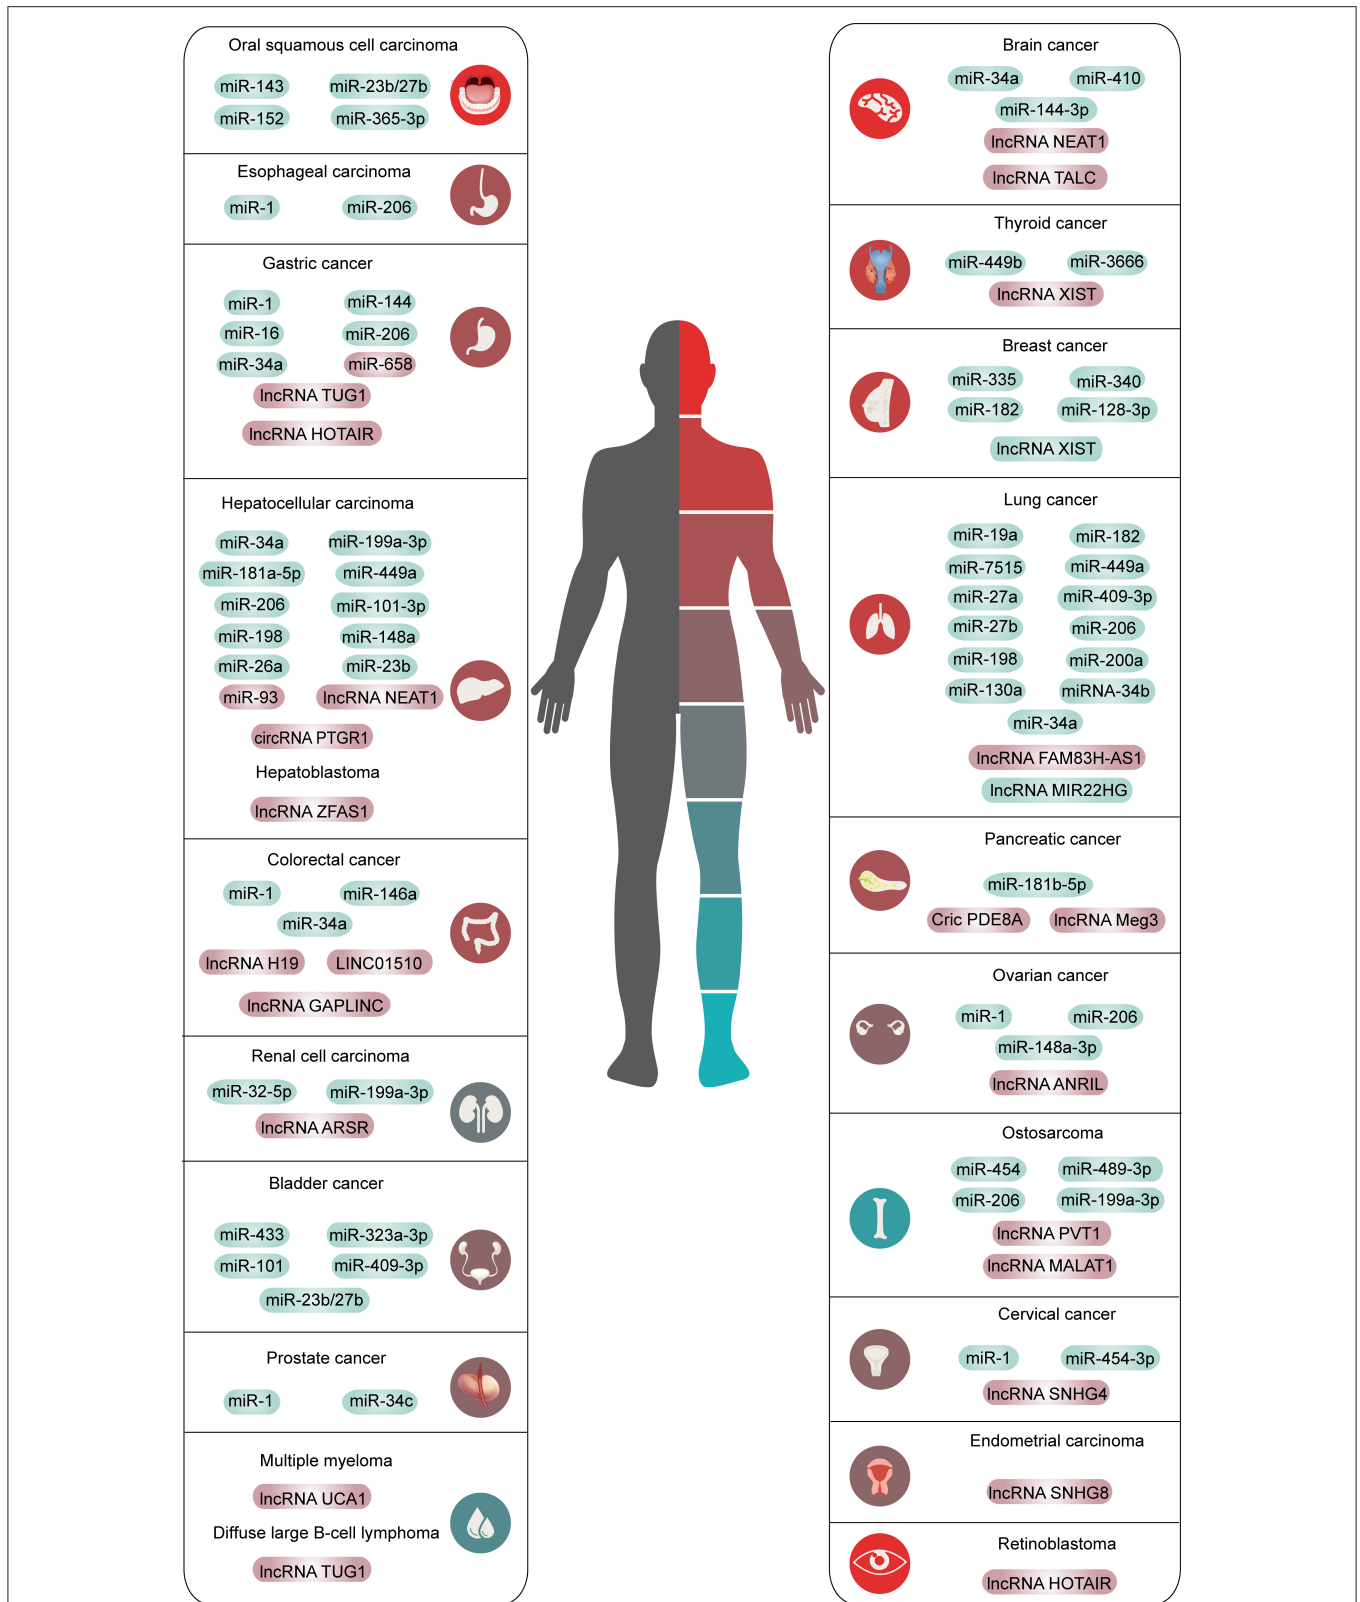 Oral squamous cell carcinoma
miR-143 miR-23b/27b
miR-152 miR-365-3p
Esophageal carcinoma
miR-1 miR-206
Gastric cancer
miR-1 miR-144
miR-16 miR-206
miR-34a miR-658
lncRNA TUG1
lncRNA HOTAIR
Hepatocellular carcinoma
miR-34a miR-199a-3p
miR-181a-5p miR-449a
miR-206 miR-101-3p
miR-198 miR-148a
miR-26a miR-23b
miR-93 lncRNA NEAT1
circRNA PTGR1
Hepatoblastoma
lncRNA ZFAS1
Colorectal cancer
miR-1 miR-146a
miR-34a
lncRNA H19 LINC01510
lncRNA GAPLINC
Renal cell carcinoma
miR-32-5p miR-199a-3p
lncRNA ARSR
Bladder cancer
miR-433 miR-323a-3p
miR-101 miR-409-3p
miR-23b/27b
Prostate cancer
miR-1 miR-34c
Multiple myeloma
lncRNA UCA1
Diffuse large B-cell lymphoma
lncRNA TUG1
Brain cancer
miR-34a miR-410
miR-144-3p
lncRNA NEAT1
lncRNA TALC
Thyroid cancer
miR-449b miR-3666
lncRNA XIST
Breast cancer
miR-335 miR-340
miR-182 miR-128-3p
lncRNA XIST
Lung cancer
miR-19a miR-182
miR-7515 miR-449a
miR-27a miR-409-3p
miR-27b miR-206
miR-198 miR-200a
miR-130a miRNA-34b
miR-34a
lncRNA FAM83H-AS1
lncRNA MIR22HG
Pancreatic cancer
miR-181b-5p
Cric PDE8A lncRNA Meg3
Ovarian cancer
miR-1 miR-206
miR-148a-3p
lncRNA ANRIL
Ostosarcoma
miR-454 miR-489-3p
miR-206 miR-199a-3p
lncRNA PVT1
lncRNA MALAT1
Cervical cancer
miR-1 miR-454-3p
lncRNA SNHG4
Endometrial carcinoma
lncRNA SNHG8
Retinoblastoma
lncRNA HOTAIR